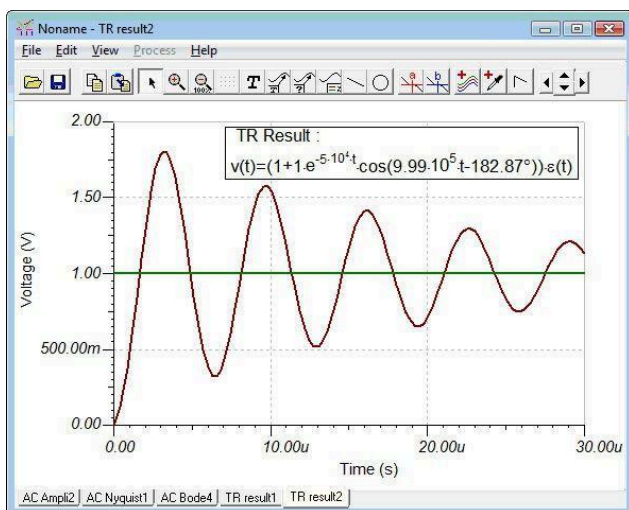 Noname - TR result2
File Edit View Process Help
T
100%
a
b
2.00
TR Result :
v(t)=(1+1·e^-5·10^4·t·cos(9.99·10^5·t-182.87°))·ε(t)
1.50
Voltage (V)
1.00
500.00m
0.00
0.00 10.00u 20.00u 30.00u
Time (s)
AC Ampli2 AC Nyquist1 AC Bode4 TR result1 TR result2